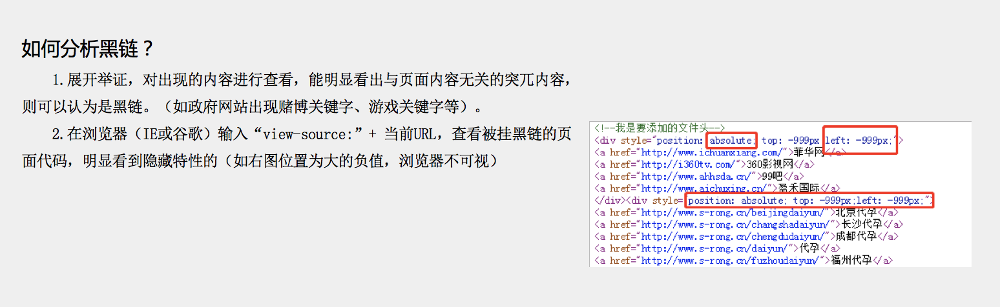 如何分析黑链？
1.展开举证，对出现的内容进行查看，能明显看出与页面内容无关的突兀内容，
则可以认为是黑链。（如政府网站出现赌博关键字、游戏关键字等）。
2.在浏览器（IE或谷歌）输入“view-source:”+ 当前URL，查看被挂黑链的页
面代码，明显看到隐藏特性的（如右图位置为大的负值，浏览器不可视）
<!--我是要添加的文件头-->
<div style="position: absolute; top: -999px left: -999px;">
<a href="http://www.ichuanxiang.com/">菲华网</a>
<a href="http://i360tv.com/">360影视网</a>
<a href="http://www.ahhsda.cn/">99吧</a>
<a href="http://www.aichuxing.cn/">盈禾国际</a>
</div><div style= position: absolute; top: -999px;left: -999px;">
<a href="http://www.s-rong.cn/beijingdaiyun/">北京代孕</a>
<a href="http://www.s-rong.cn/changshadaiyun/">长沙代孕</a>
<a href="http://www.s-rong.cn/chengdudaiyun/">成都代孕</a>
<a href="http://www.s-rong.cn/daiyun/">代孕</a>
<a href="http://www.s-rong.cn/fuzhoudaiyun/">福州代孕</a>